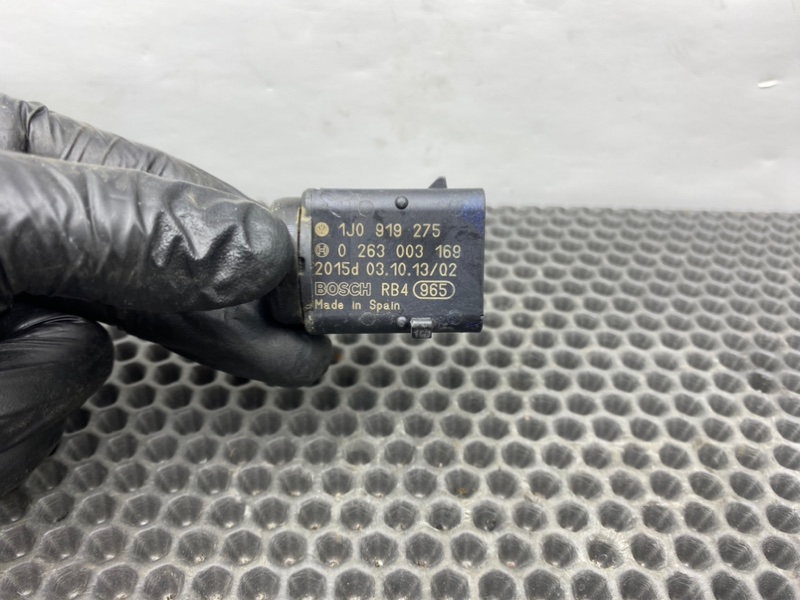 1J0 919 275
0 263 003 169
2015d 03.10.13/02
BOSCH RB4 965
Made in Spain